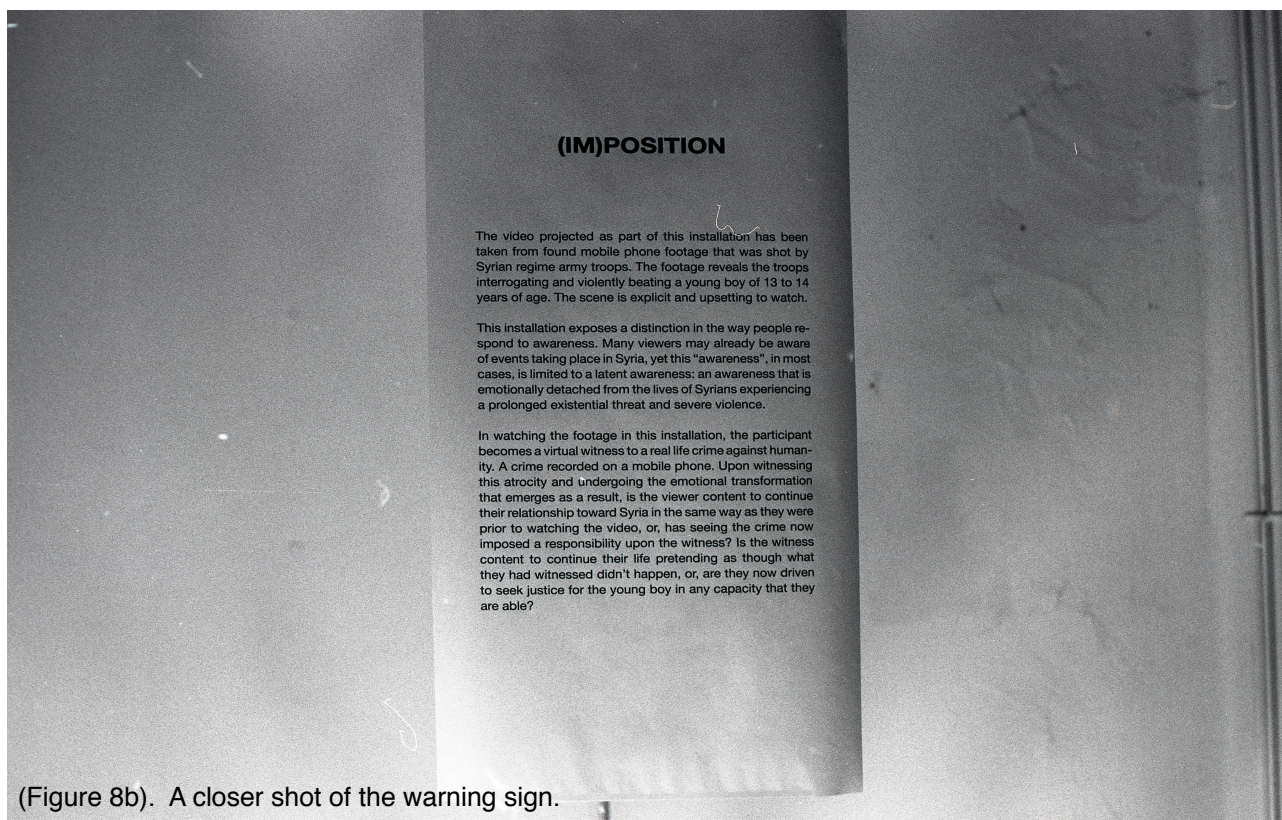 (IM)POSITION
The video projected as part of this installation has been
taken from found mobile phone footage that was shot by
Syrian regime army troops. The footage reveals the troops
interrogating and violently beating a young boy of 13 to 14
years of age. The scene is explicit and upsetting to watch.
This installation exposes a distinction in the way people re-
spond to awareness. Many viewers may already be aware
of events taking place in Syria, yet this “awareness”, in most
cases, is limited to a latent awareness: an awareness that is
emotionally detached from the lives of Syrians experiencing
a prolonged existential threat and severe violence.
In watching the footage in this installation, the participant
becomes a virtual witness to a real life crime against human-
ity. A crime recorded on a mobile phone. Upon witnessing
this atrocity and undergoing the emotional transformation
that emerges as a result, is the viewer content to continue
their relationship toward Syria in the same way as they were
prior to watching the video, or, has seeing the crime now
imposed a responsibility upon the witness? Is the witness
content to continue their life pretending as though what
they had witnessed didn’t happen, or, are they now driven
to seek justice for the young boy in any capacity that they
are able?
(Figure 8b).  A closer shot of the warning sign.